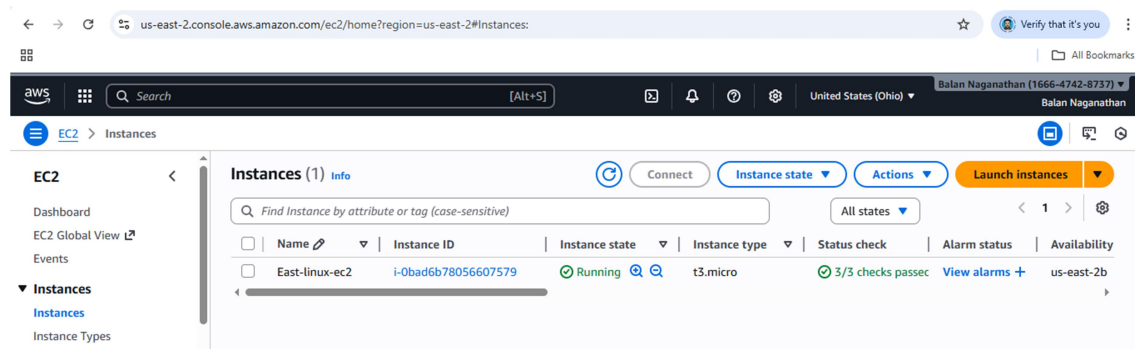 us-east-2.console.aws.amazon.com/ec2/home?region=us-east-2#Instances:
Verify that it's you
All Bookmarks
aws
Search
[Alt+S]
United States (Ohio) ▼
Balan Naganathan (1666-4742-8737) ▼
Balan Naganathan
EC2 > Instances
EC2
Dashboard
EC2 Global View
Events
▼ Instances
Instances
Instance Types
Instances (1) Info
Connect
Instance state ▼
Actions ▼
Launch instances ▼
Find Instance by attribute or tag (case-sensitive)
All states ▼
< 1 >
Name Instance ID Instance state Instance type Status check Alarm status Availability
East-linux-ec2 i-0bad6b78056607579 Running t3.micro 3/3 checks passec View alarms + us-east-2b